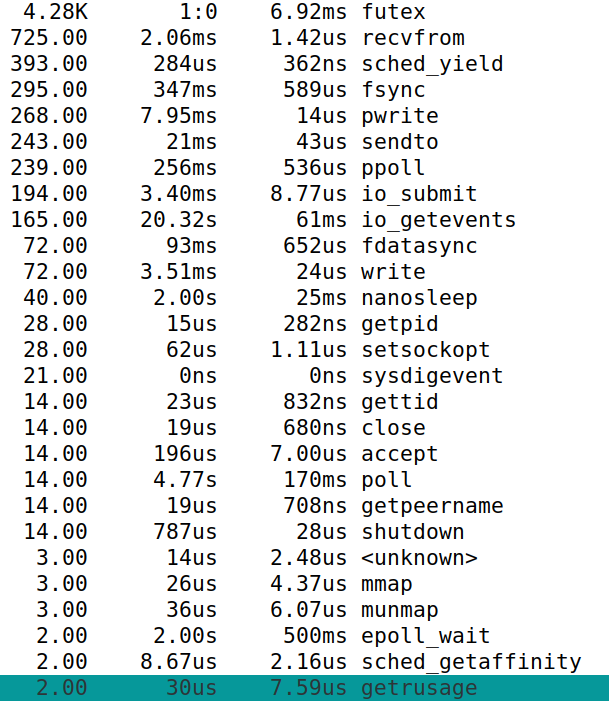 4.28K 1:0 6.92ms futex
725.00 2.06ms 1.42us recvfrom
393.00 284us 362ns sched_yield
295.00 347ms 589us fsync
268.00 7.95ms 14us pwrite
243.00 21ms 43us sendto
239.00 256ms 536us ppoll
194.00 3.40ms 8.77us io_submit
165.00 20.32s 61ms io_getevents
72.00 93ms 652us fdatasync
72.00 3.51ms 24us write
40.00 2.00s 25ms nanosleep
28.00 15us 282ns getpid
28.00 62us 1.11us setsockopt
21.00 0ns 0ns sysdigevent
14.00 23us 832ns gettid
14.00 19us 680ns close
14.00 196us 7.00us accept
14.00 4.77s 170ms poll
14.00 19us 708ns getpeername
14.00 787us 28us shutdown
3.00 14us 2.48us <unknown>
3.00 26us 4.37us mmap
3.00 36us 6.07us munmap
2.00 2.00s 500ms epoll_wait
2.00 8.67us 2.16us sched_getaffinity
2.00 30us 7.59us getrusage